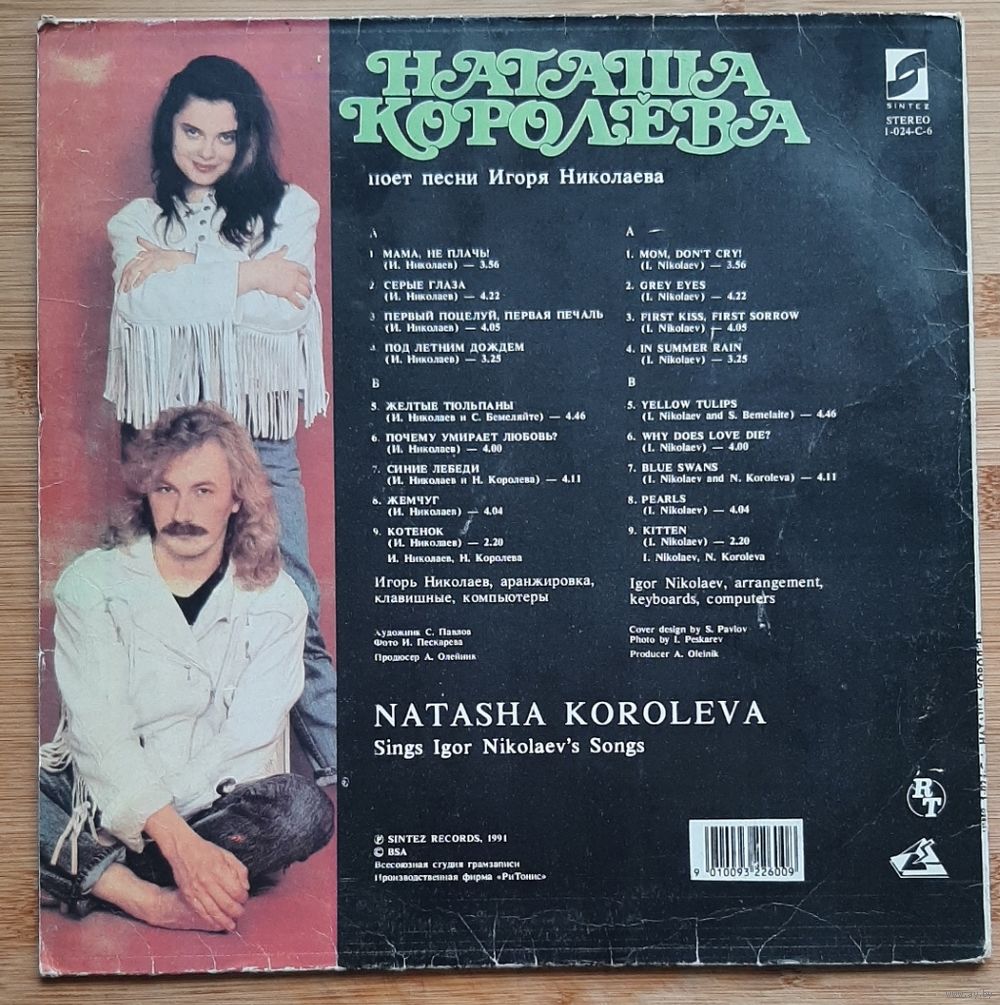 НАТАША
КОРОЛЁВА
поет песни Игоря Николаева
SINTEZ
STEREO
1-024-C-6
A
1 МАМА, НЕ ПЛАЧЬ!
(И. Николаев) — 3.56
2 СЕРЫЕ ГЛАЗА
(И. Николаев) — 4.22
3 ПЕРВЫЙ ПОЦЕЛУЙ, ПЕРВАЯ ПЕЧАЛЬ
(И. Николаев) — 4.05
4. ПОД ЛЕТНИМ ДОЖДЕМ
(И. Николаев) — 3.25
B
5. ЖЕЛТЫЕ ТЮЛЬПАНЫ
(И. Николаев и С. Бемеляйте) — 4.46
6. ПОЧЕМУ УМИРАЕТ ЛЮБОВЬ?
(И. Николаев) — 4.00
7. СИНИЕ ЛЕБЕДИ
(И. Николаев и Н. Королева) — 4.11
8. ЖЕМЧУГ
(И. Николаев) — 4.04
9. КОТЕНОК
(И. Николаев) — 2.20
И. Николаев, Н. Королева
Игорь Николаев, аранжировка,
клавишные, компьютеры
Художник С. Павлов
Фото И. Пескарева
Продюсер А. Олейник
A
1. MOM, DON'T CRY!
(I. Nikolaev) — 3.56
2. GREY EYES
(I. Nikolaev) — 4.22
3. FIRST KISS, FIRST SORROW
(I. Nikolaev) — 4.05
4. IN SUMMER RAIN
(I. Nikolaev) — 3.25
B
5. YELLOW TULIPS
(I. Nikolaev and S. Bemelaite) — 4.46
6. WHY DOES LOVE DIE?
(I. Nikolaev) — 4.00
7. BLUE SWANS
(I. Nikolaev and N. Koroleva) — 4.11
8. PEARLS
(I. Nikolaev) — 4.04
9. KITTEN
(I. Nikolaev) — 2.20
I. Nikolaev, N. Koroleva
Igor Nikolaev, arrangement,
keyboards, computers
Cover design by S. Pavlov
Photo by I. Peskarev
Producer A. Oleinik
NATASHA KOROLEVA
Sings Igor Nikolaev's Songs
℗ SINTEZ RECORDS, 1991
© BSA
Всесоюзная студия грамзаписи
Производственная фирма «РиТонис»
9 010093 226009
RT